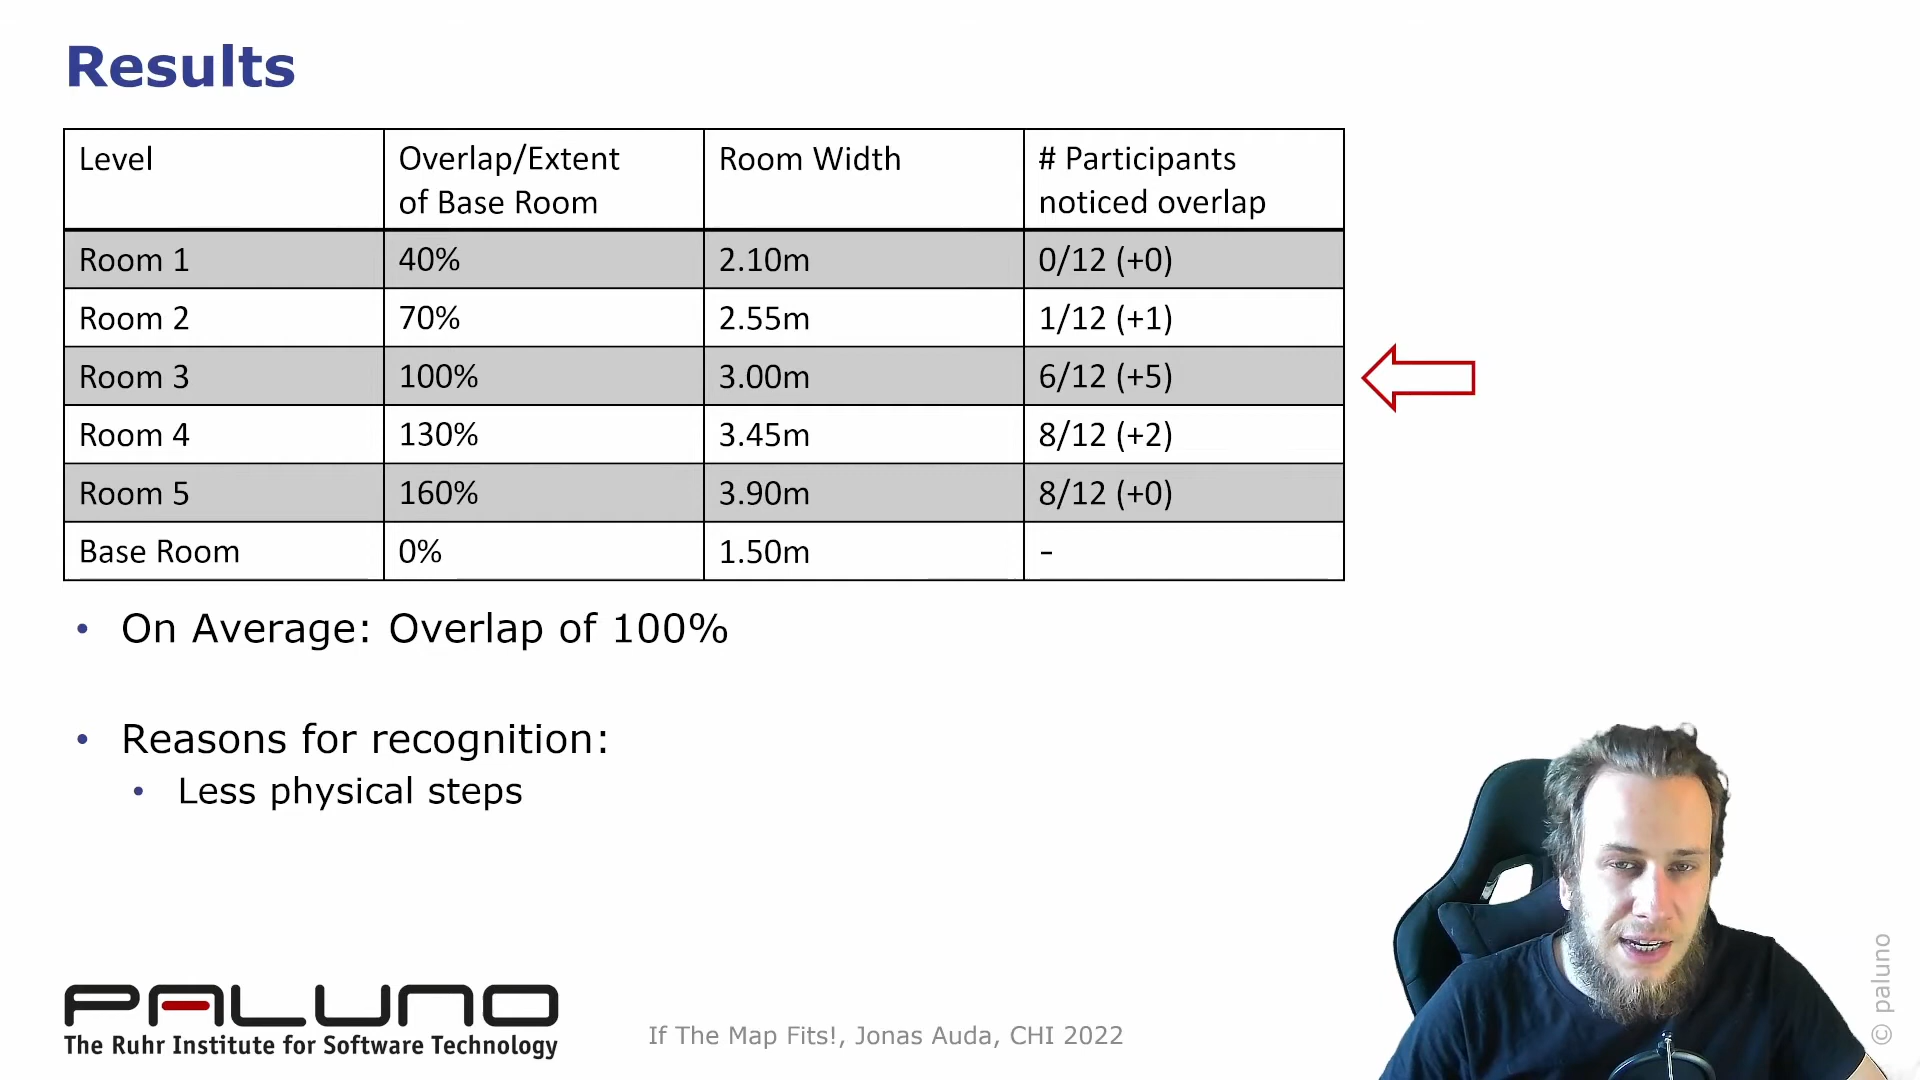 Results
Level
Overlap/Extent
of Base Room
Room Width
# Participants
noticed overlap
Room 1 40% 2.10m 0/12 (+0)
Room 2 70% 2.55m 1/12 (+1)
Room 3 100% 3.00m 6/12 (+5)
Room 4 130% 3.45m 8/12 (+2)
Room 5 160% 3.90m 8/12 (+0)
Base Room 0% 1.50m -
• On Average: Overlap of 100%
• Reasons for recognition:
• Less physical steps
PALUNO
The Ruhr Institute for Software Technology
If The Map Fits!, Jonas Auda, CHI 2022
© paluno